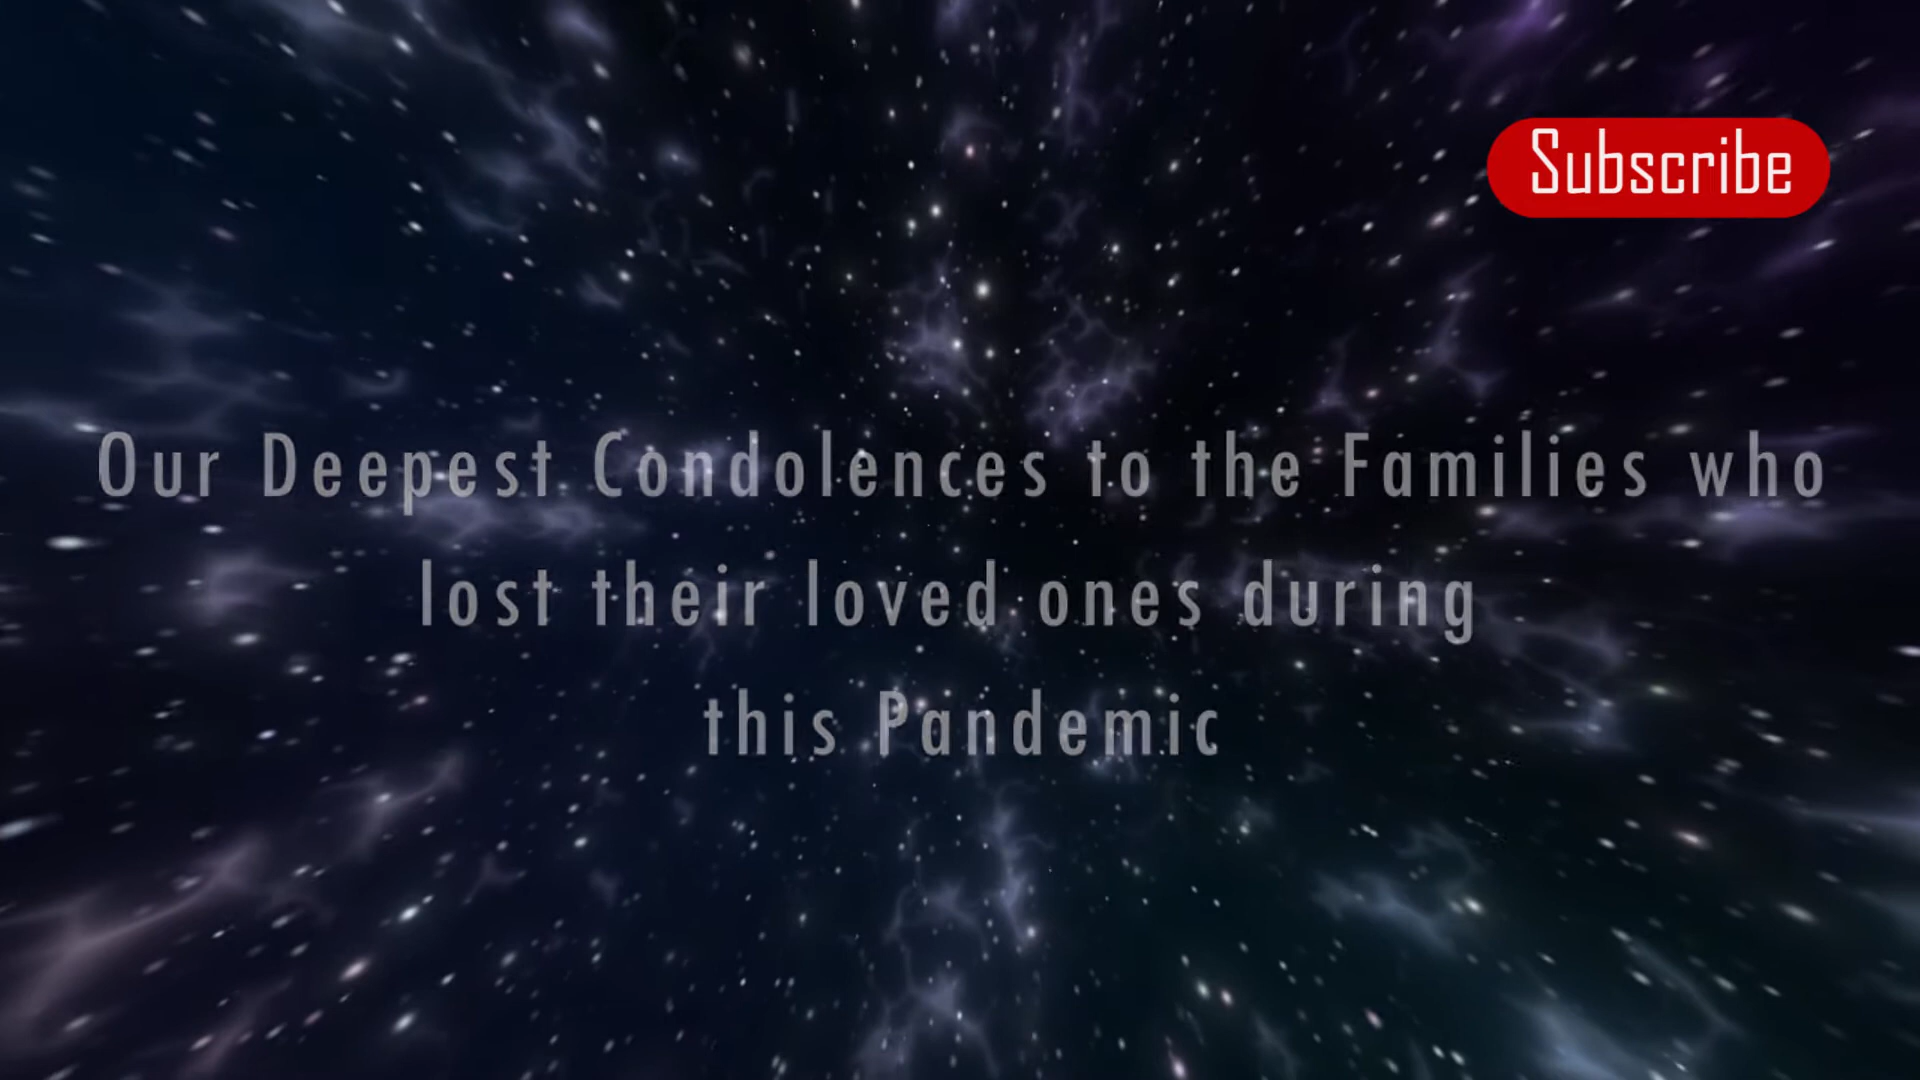 Subscribe
Our Deepest Condolences to the Families who
lost their loved ones during
this Pandemic